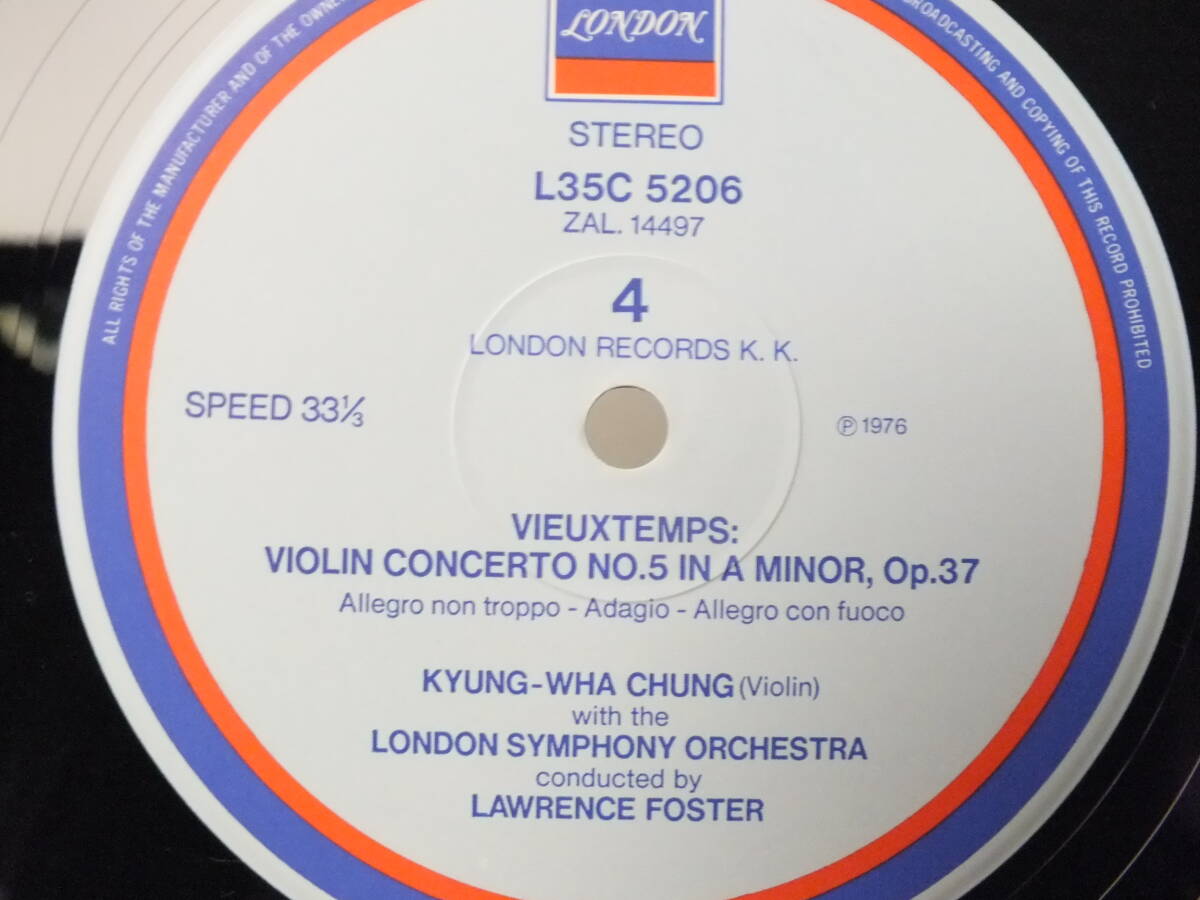 LONDON
STEREO
L35C 5206
ZAL. 14497
4
LONDON RECORDS K. K.
SPEED 33⅓
℗ 1976
VIEUXTEMPS:
VIOLIN CONCERTO NO.5 IN A MINOR, Op.37
Allegro non troppo - Adagio - Allegro con fuoco
KYUNG-WHA CHUNG (Violin)
with the
LONDON SYMPHONY ORCHESTRA
conducted by
LAWRENCE FOSTER
ALL RIGHTS OF THE MANUFACTURER AND OF THE OWNER
BROADCASTING AND COPYING OF THIS RECORD PROHIBITED